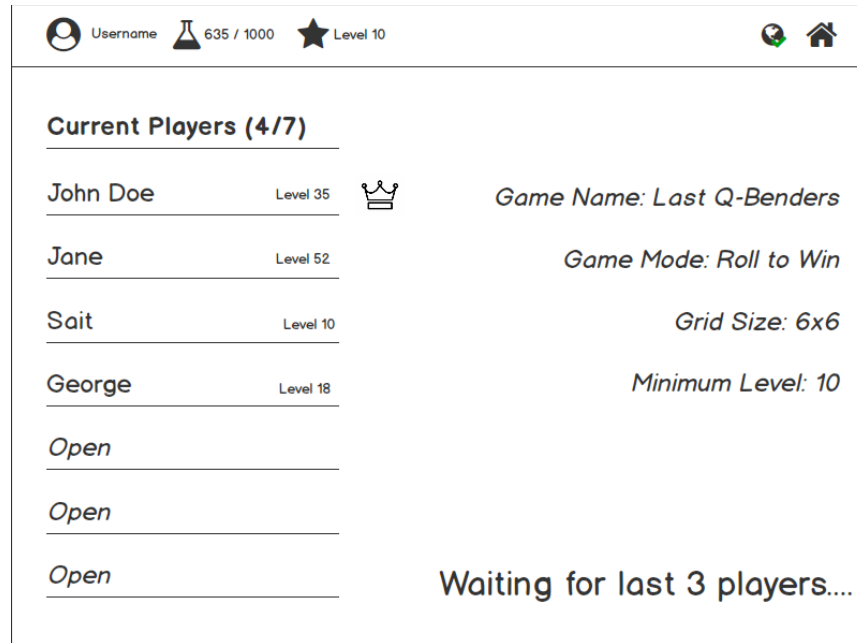 Username 635 / 1000 Level 10
Current Players (4/7)
John Doe Level 35
Jane Level 52
Sait Level 10
George Level 18
Open
Open
Open
Game Name: Last Q-Benders
Game Mode: Roll to Win
Grid Size: 6x6
Minimum Level: 10
Waiting for last 3 players....